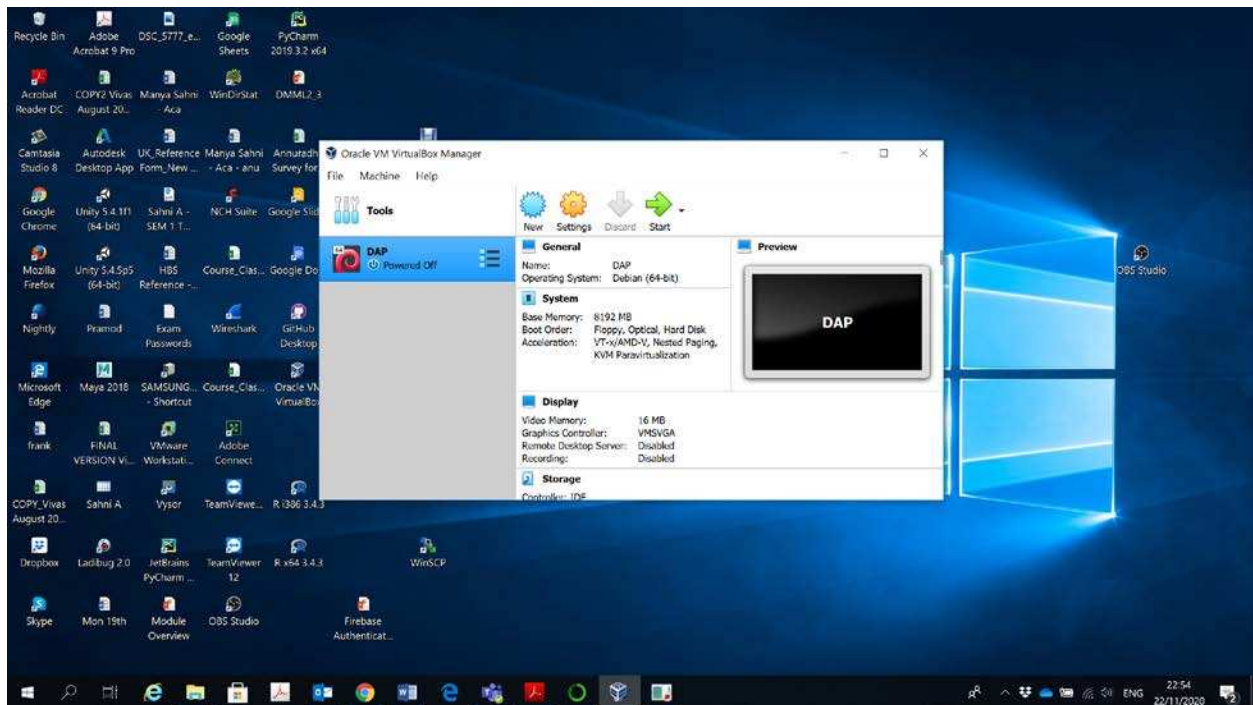 Recycle Bin
Adobe
Acrobat 9 Pro
DSC_5777_e...
Google
Sheets
PyCharm
2019.3.2 x64
Acrobat
Reader DC
COPY2 Vivas
August 20...
Manya Sahni
- Aca
WinDirStat
DMML2_3
Camtasia
Studio 8
Autodesk
Desktop App
UK_Reference
Form_New ...
Manya Sahni
- Aca - anu
Annuradh
Survey for
Google
Chrome
Unity 5.4.1f1
(64-bit)
Sahni A -
SEM 1 T...
NCH Suite
Google Slid
Mozilla
Firefox
Unity 5.4.5p5
(64-bit)
HBS
Reference -...
Course_Clas...
Google Do
Nightly
Pramod
Exam
Passwords
Wireshark
GitHub
Desktop
Microsoft
Edge
Maya 2018
SAMSUNG...
- Shortcut
Course_Clas...
Oracle VM
VirtualBo
frank
FINAL
VERSION Vi...
VMware
Workstati...
Adobe
Connect
COPY_Vivas
August 20...
Sahni A
Vysor
TeamViewe...
R i386 3.4.3
Dropbox
Ladibug 2.0
JetBrains
PyCharm ...
TeamViewer
12
R x64 3.4.3
WinSCP
Skype
Mon 19th
Module
Overview
OBS Studio
Firebase
Authenticat...
OBS Studio
Oracle VM VirtualBox Manager
File Machine Help
Tools
New Settings Discard Start
DAP
Powered Off
General
Name: DAP
Operating System: Debian (64-bit)
System
Base Memory: 8192 MB
Boot Order: Floppy, Optical, Hard Disk
Acceleration: VT-x/AMD-V, Nested Paging,
KVM Paravirtualization
Preview
DAP
Display
Video Memory: 16 MB
Graphics Controller: VMSVGA
Remote Desktop Server: Disabled
Recording: Disabled
Storage
Controller: IDE
ENG
22:54
22/11/2020